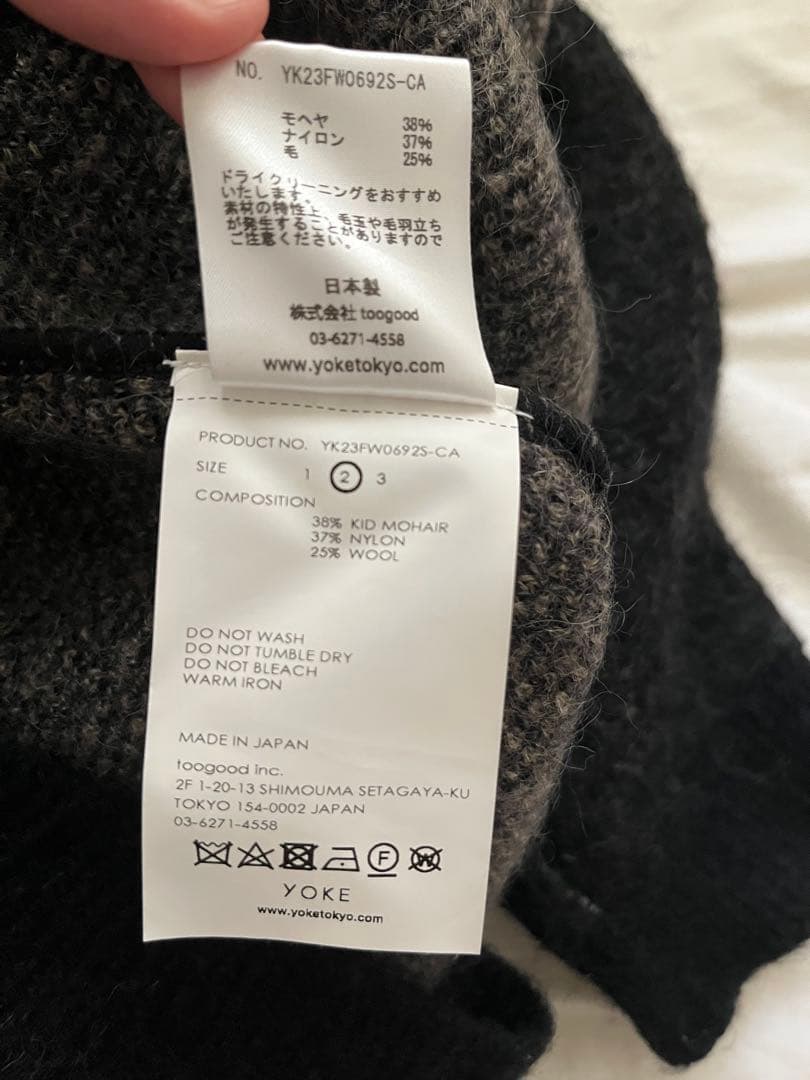 NO. YK23FW0692S-CA
モヘヤ 38%
ナイロン 37%
毛 25%
ドライクリーニングをおすすめ
いたします。
素材の特性上、毛玉や毛羽立ち
が発生することがありますので
ご注意ください。
日本製
株式会社 toogood
03-6271-4558
www.yoketokyo.com
PRODUCT NO. YK23FW0692S-CA
SIZE 1 2 3
COMPOSITION
38% KID MOHAIR
37% NYLON
25% WOOL
DO NOT WASH
DO NOT TUMBLE DRY
DO NOT BLEACH
WARM IRON
MADE IN JAPAN
toogood inc.
2F 1-20-13 SHIMOUMA SETAGAYA-KU
TOKYO 154-0002 JAPAN
03-6271-4558
F W
YOKE
www.yoketokyo.com